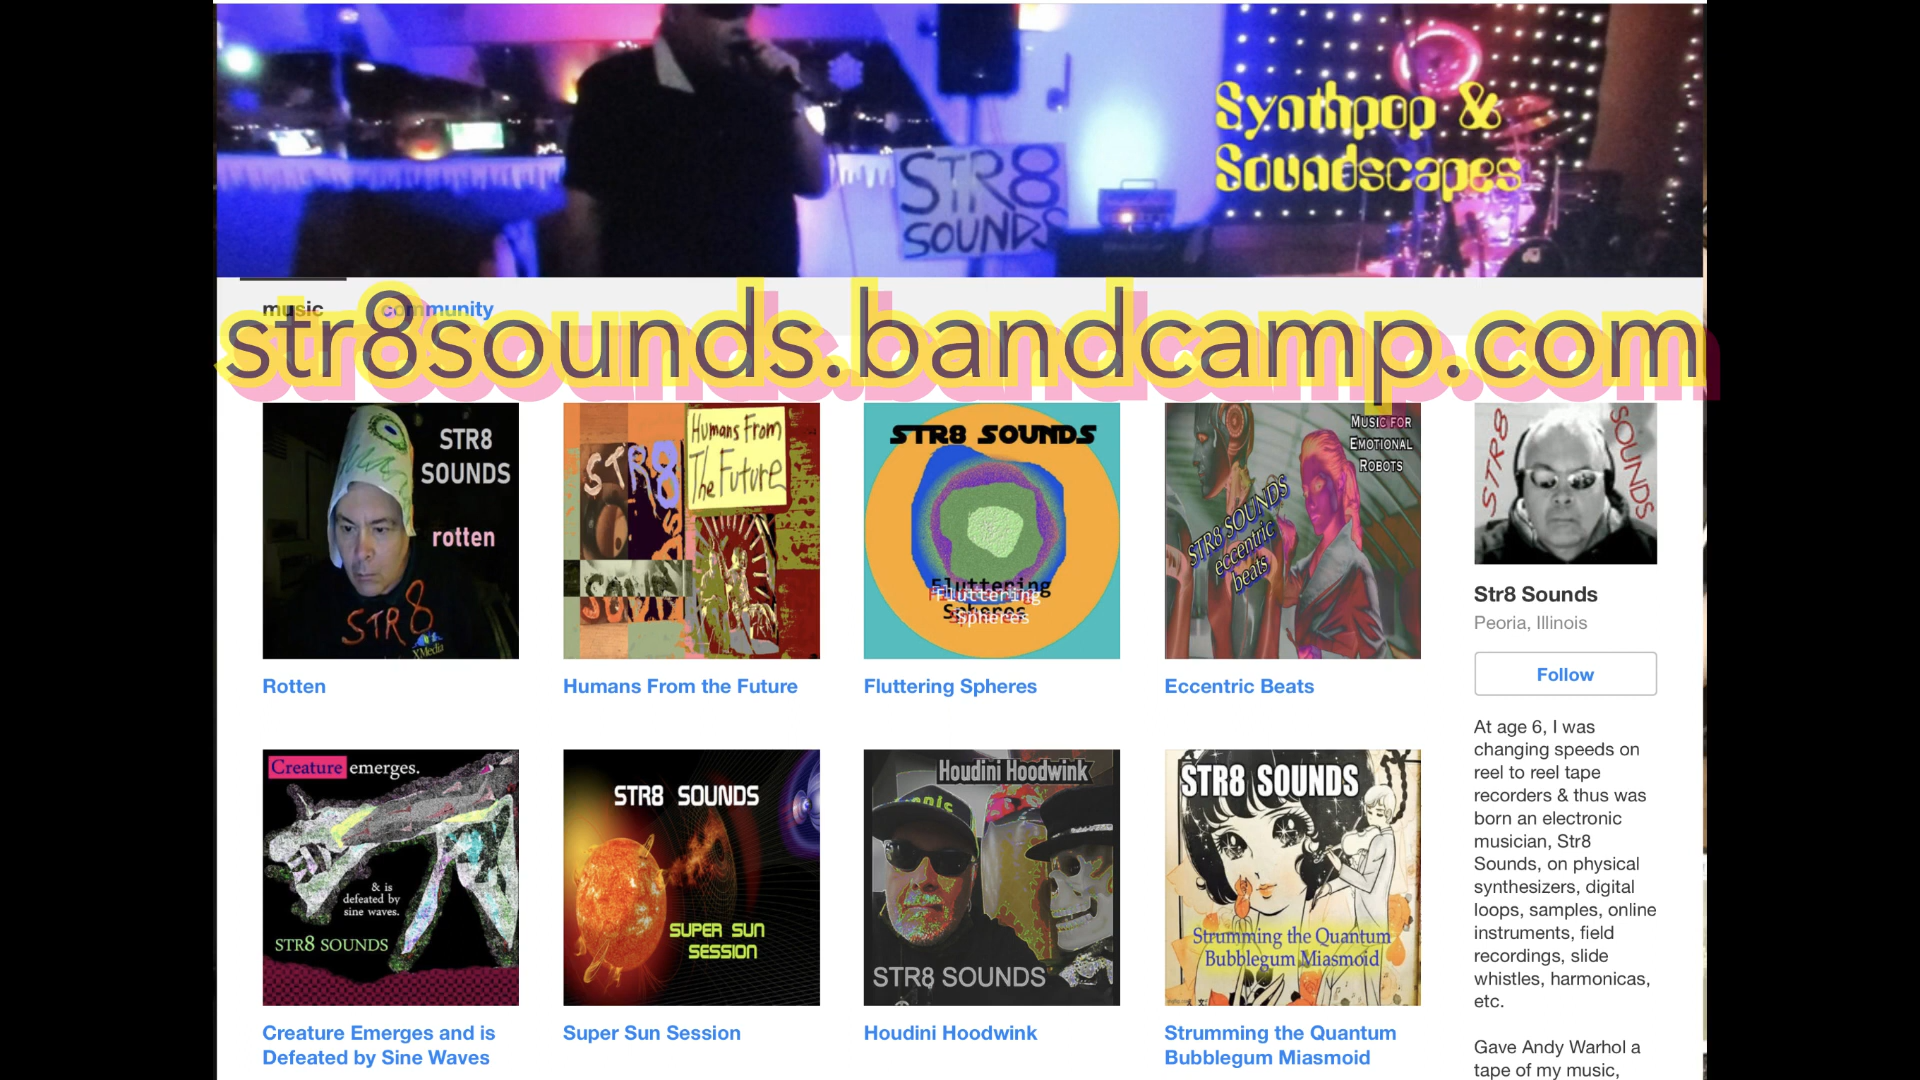 Synthpop &
Soundscapes
STR8
SOUNDS
music
community
str8sounds.bandcamp.com
STR8
SOUNDS
rotten
STR8
XMedia
Rotten
STR8
Humans From
The Future
Humans From the Future
STR8 SOUNDS
Fluttering
Spheres
Fluttering
Spheres
Fluttering Spheres
MUSIC FOR
EMOTIONAL
ROBOTS
STR8 SOUNDS
eccentric
beats
Eccentric Beats
STR8
SOUNDS
Str8 Sounds
Peoria, Illinois
Follow
At age 6, I was
changing speeds on
reel to reel tape
recorders & thus was
born an electronic
musician, Str8
Sounds, on physical
synthesizers, digital
loops, samples, online
instruments, field
recordings, slide
whistles, harmonicas,
etc.
Gave Andy Warhol a
tape of my music,
Creature emerges.
& is
defeated by
sine waves.
STR8 SOUNDS
Creature Emerges and is
Defeated by Sine Waves
STR8 SOUNDS
SUPER SUN
SESSION
Super Sun Session
Houdini Hoodwink
STR8 SOUNDS
Houdini Hoodwink
STR8 SOUNDS
Strumming the Quantum
Bubblegum Miasmoid
Strumming the Quantum
Bubblegum Miasmoid